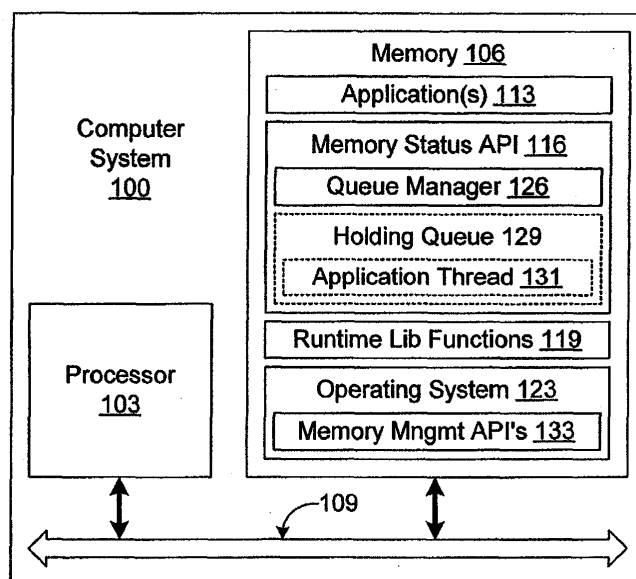 Memory 106
Application(s) 113
Computer
System
100
Memory Status API 116
Queue Manager 126
Holding Queue 129
Application Thread 131
Runtime Lib Functions 119
Processor
103
Operating System 123
Memory Mngmt API's 133
109